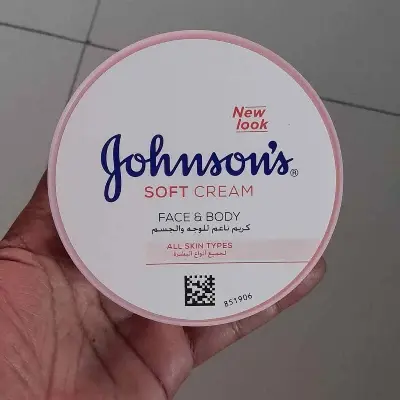 New
look
Johnson's®
SOFT CREAM
FACE & BODY
كريم ناعم للوجه والجسم
ALL SKIN TYPES
لجميع أنواع البشرة
851906